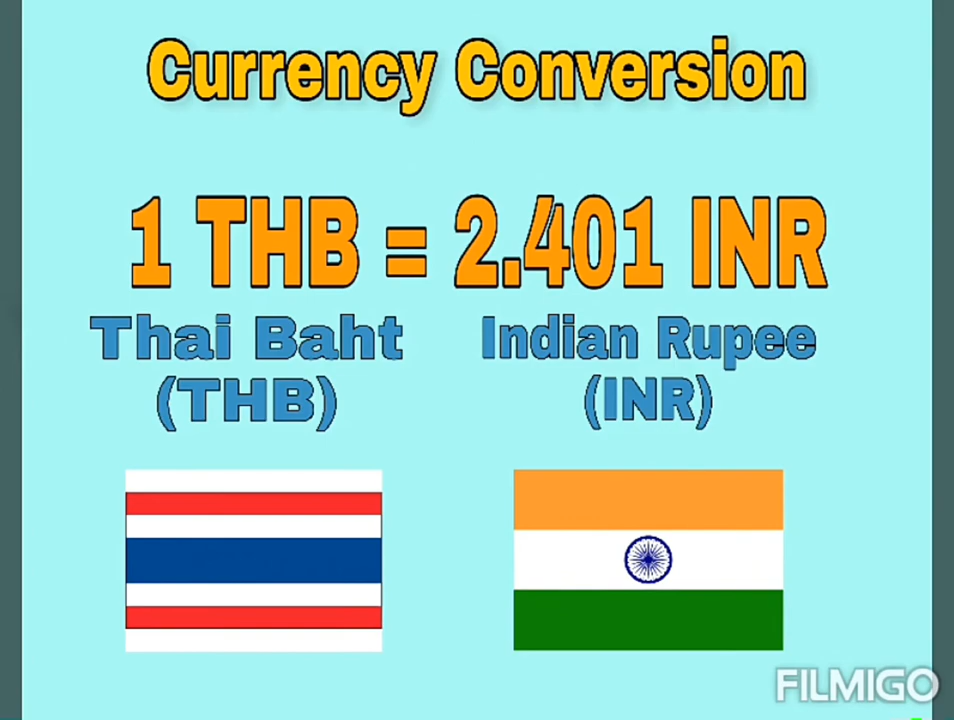 Currency Conversion
1 THB = 2.401 INR
Thai Baht
(THB)
Indian Rupee
(INR)
FILMIGO